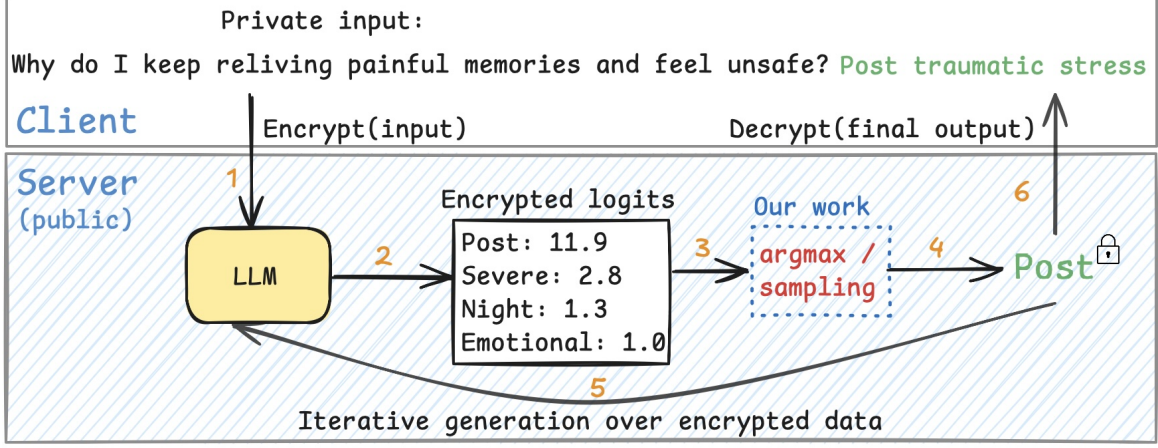 Private input:
Why do I keep reliving painful memories and feel unsafe? Post traumatic stress
Client
Encrypt(input)
Decrypt(final output)
Server
(public)
1
6
Encrypted logits
Our work
LLM
2
Post: 11.9
Severe: 2.8
Night: 1.3
Emotional: 1.0
3
argmax /
sampling
4
Post
5
Iterative generation over encrypted data